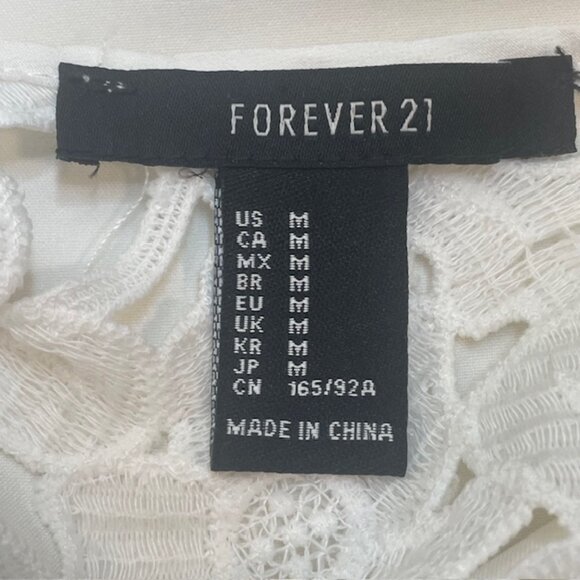 FOREVER 21
US M
CA M
MX M
BR M
EU M
UK M
KR M
JP M
CN 165/92A
MADE IN CHINA